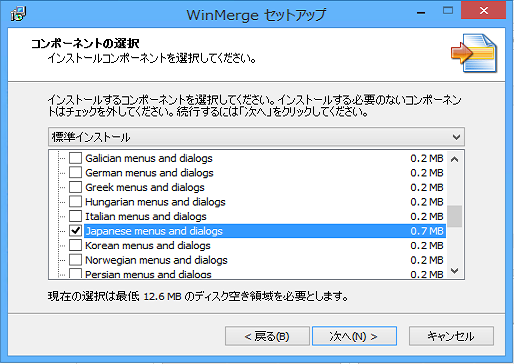 WinMerge セットアップ
コンポーネントの選択
インストールコンポーネントを選択してください。
インストールするコンポーネントを選択してください。インストールする必要のないコンポーネン
トはチェックを外してください。続行するには「次へ」をクリックしてください。
標準インストール
Galician menus and dialogs 0.2 MB
German menus and dialogs 0.2 MB
Greek menus and dialogs 0.2 MB
Hungarian menus and dialogs 0.2 MB
Italian menus and dialogs 0.2 MB
Japanese menus and dialogs 0.7 MB
Korean menus and dialogs 0.2 MB
Norwegian menus and dialogs 0.2 MB
Persian menus and dialogs 0.2 MB
現在の選択は最低 12.6 MB のディスク空き領域を必要とします。
< 戻る(B) 次へ(N) > キャンセル